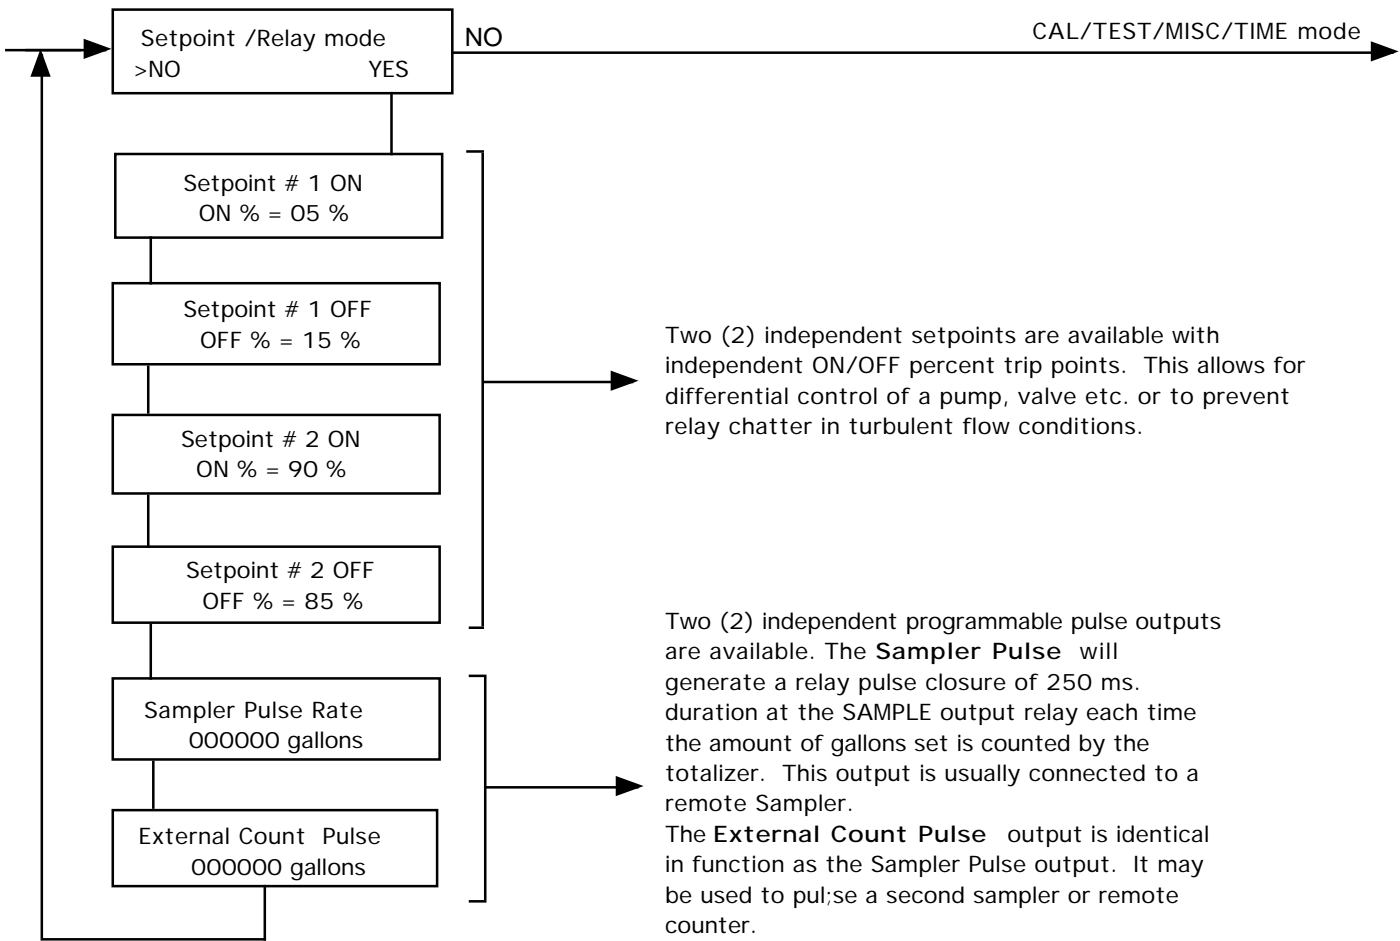 Setpoint /Relay mode
>NO YES
NO
CAL/TEST/MISC/TIME mode
Setpoint # 1 ON
ON % = 05 %
Setpoint # 1 OFF
OFF % = 15 %
Setpoint # 2 ON
ON % = 90 %
Setpoint # 2 OFF
OFF % = 85 %
Two (2) independent setpoints are available with
independent ON/OFF percent trip points. This allows for
differential control of a pump, valve etc. or to prevent
relay chatter in turbulent flow conditions.
Sampler Pulse Rate
000000 gallons
External Count Pulse
000000 gallons
Two (2) independent programmable pulse outputs
are available. The Sampler Pulse will
generate a relay pulse closure of 250 ms.
duration at the SAMPLE output relay each time
the amount of gallons set is counted by the
totalizer. This output is usually connected to a
remote Sampler.
The External Count Pulse output is identical
in function as the Sampler Pulse output. It may
be used to pul;se a second sampler or remote
counter.